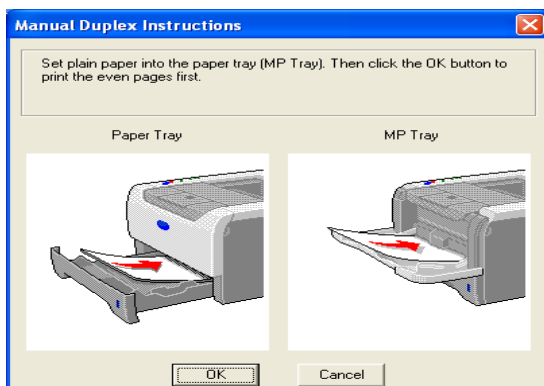 Manual Duplex Instructions
Set plain paper into the paper tray (MP Tray). Then click the OK button to
print the even pages first.
Paper Tray
MP Tray
OK
Cancel